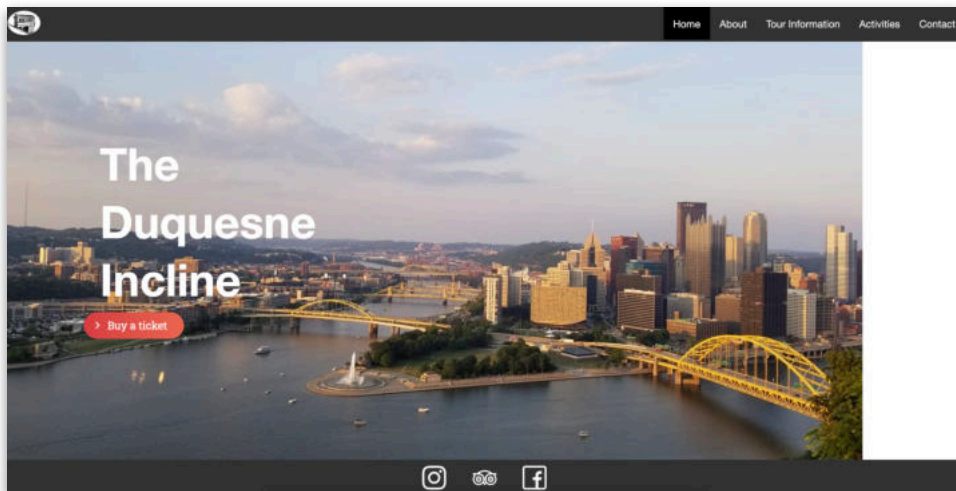 Home About Tour Information Activities Contact
The
Duquesne
Incline
Buy a ticket